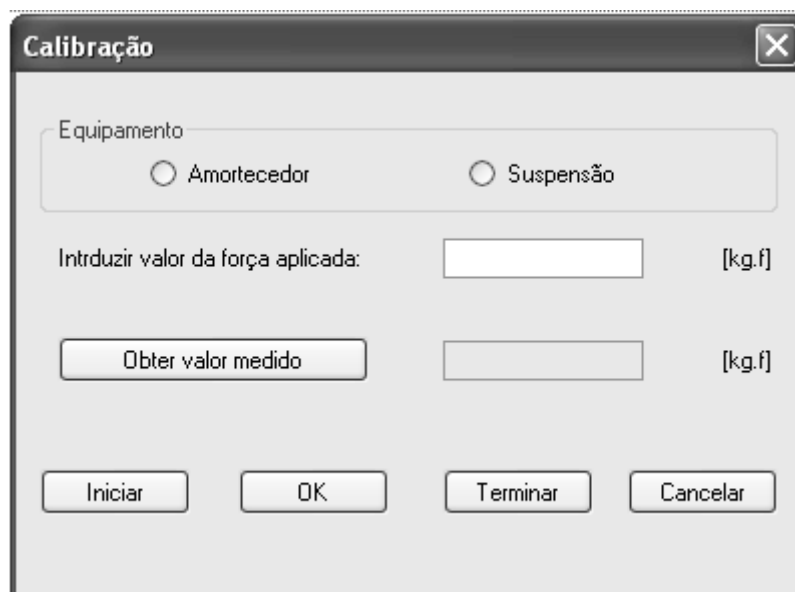 Calibração
Equipamento
Amortecedor Suspensão
Intrduzir valor da força aplicada: [kg.f]
Obter valor medido [kg.f]
Iniciar OK Terminar Cancelar